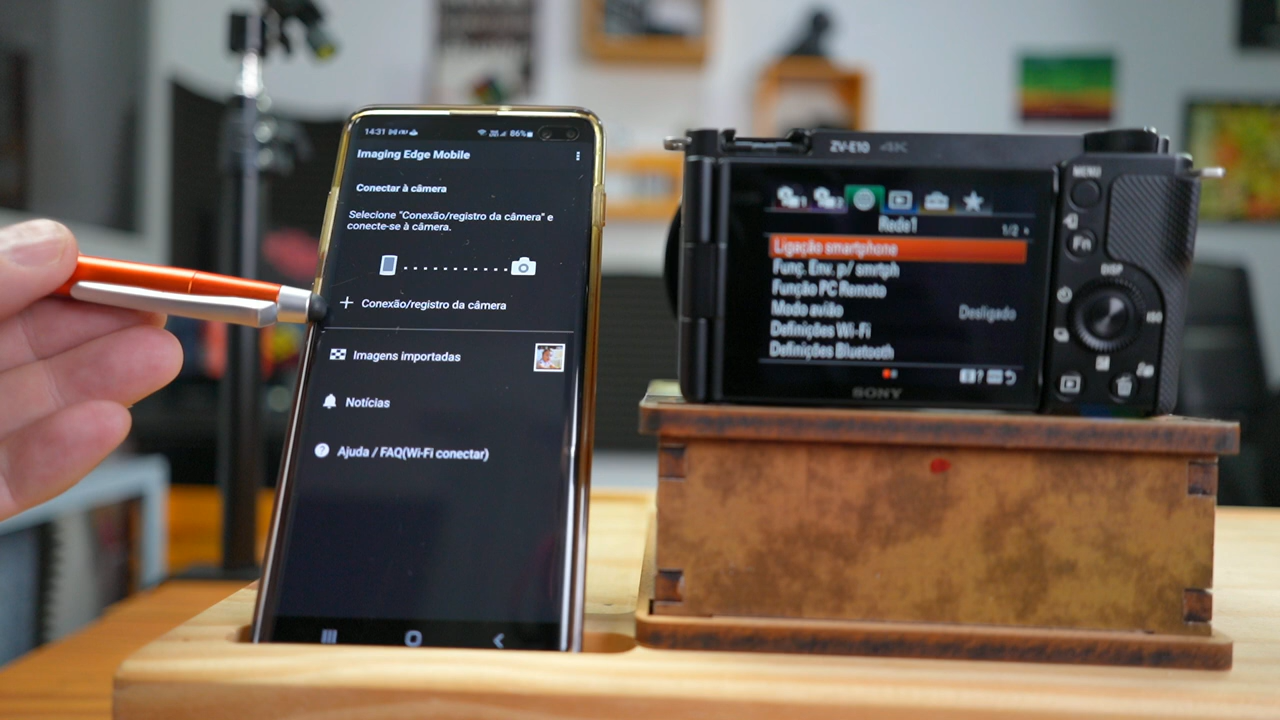 14:31
86%
Imaging Edge Mobile
Conectar à câmera
Selecione "Conexão/registro da câmera" e
conecte-se à câmera.
+ Conexão/registro da câmera
Imagens importadas
Notícias
? Ajuda / FAQ(Wi-Fi conectar)
ZV-E10 4K
MENU
Rede1
1/2
Ligação smartphone
Funç. Env. p/ smrtph
Função PC Remoto
Modo avião Desligado
Definições Wi-Fi
Definições Bluetooth
SONY
Fn
DISP
ISO